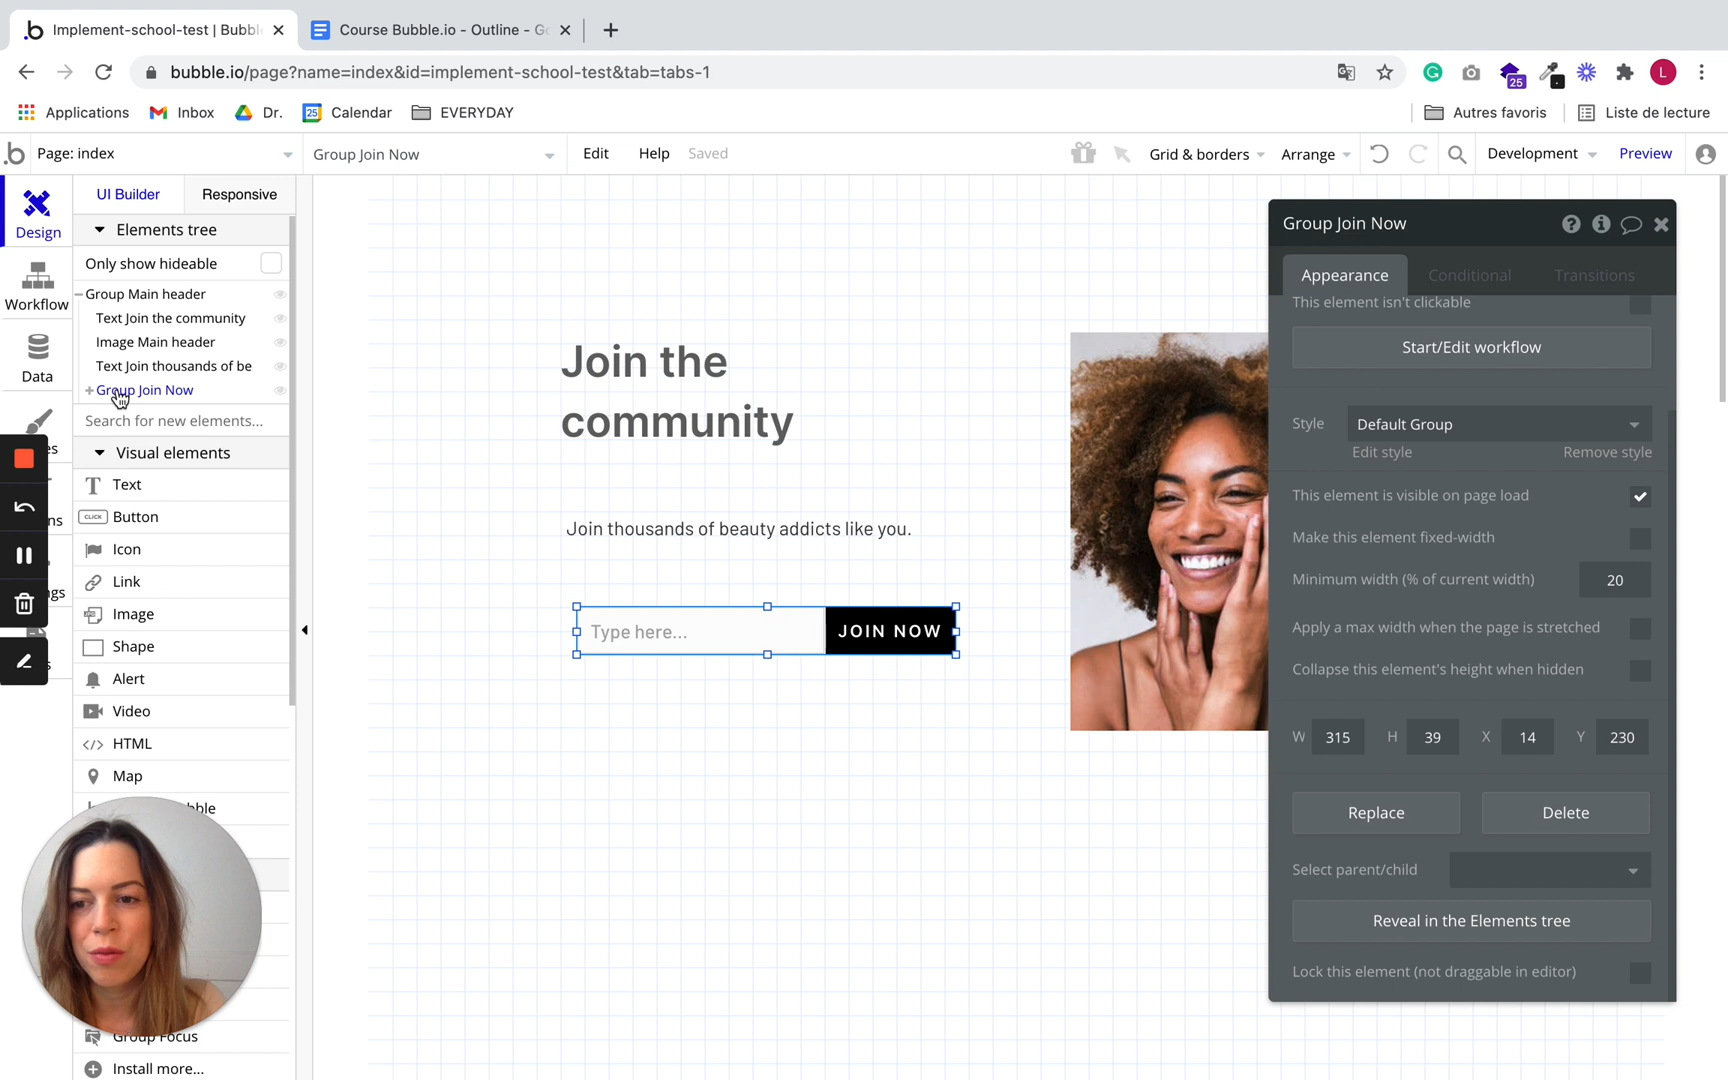 Implement-school-test | Bubbl
Course Bubble.io - Outline - Go
bubble.io/page?name=index&id=implement-school-test&tab=tabs-1
25
L
Applications
Inbox
Dr.
25
Calendar
EVERYDAY
Autres favoris
Liste de lecture
Page: index
Group Join Now
Edit
Help
Saved
Grid & borders
Arrange
Development
Preview
Design
Workflow
Data
UI Builder
Responsive
Elements tree
Only show hideable
Group Main header
Text Join the community
Image Main header
Text Join thousands of be
Group Join Now
Search for new elements...
Visual elements
Text
CLICK
Button
Icon
Link
Image
Shape
Alert
Video
</>
HTML
Map
Group Focus
Install more...
Join the
community
Join thousands of beauty addicts like you.
Type here...
JOIN NOW
Group Join Now
Appearance
Conditional
Transitions
This element isn't clickable
Start/Edit workflow
Style
Default Group
Edit style
Remove style
This element is visible on page load
Make this element fixed-width
Minimum width (% of current width)
20
Apply a max width when the page is stretched
Collapse this element's height when hidden
W 315 H 39 X 14 Y 230
Replace
Delete
Select parent/child
Reveal in the Elements tree
Lock this element (not draggable in editor)